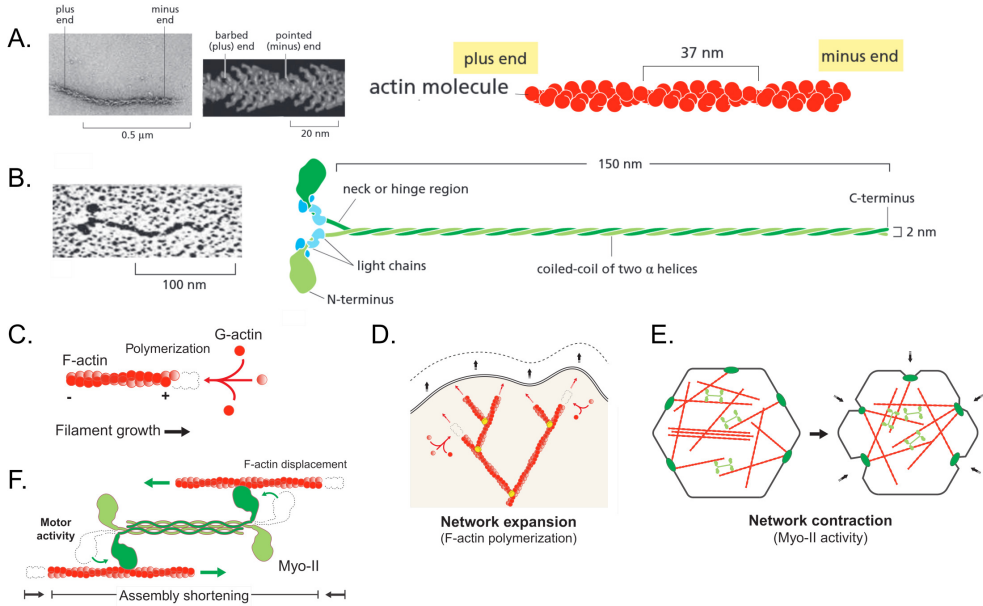 A.
plus
end
minus
end
0.5 μm
barbed
(plus) end
pointed
(minus) end
20 nm
plus end
minus end
37 nm
actin molecule
B.
100 nm
150 nm
neck or hinge region
C-terminus
2 nm
light chains
coiled-coil of two α helices
N-terminus
C.
G-actin
Polymerization
F-actin
-
+
Filament growth
D.
Network expansion
(F-actin polymerization)
E.
Network contraction
(Myo-II activity)
F.
F-actin displacement
Motor
activity
Myo-II
Assembly shortening